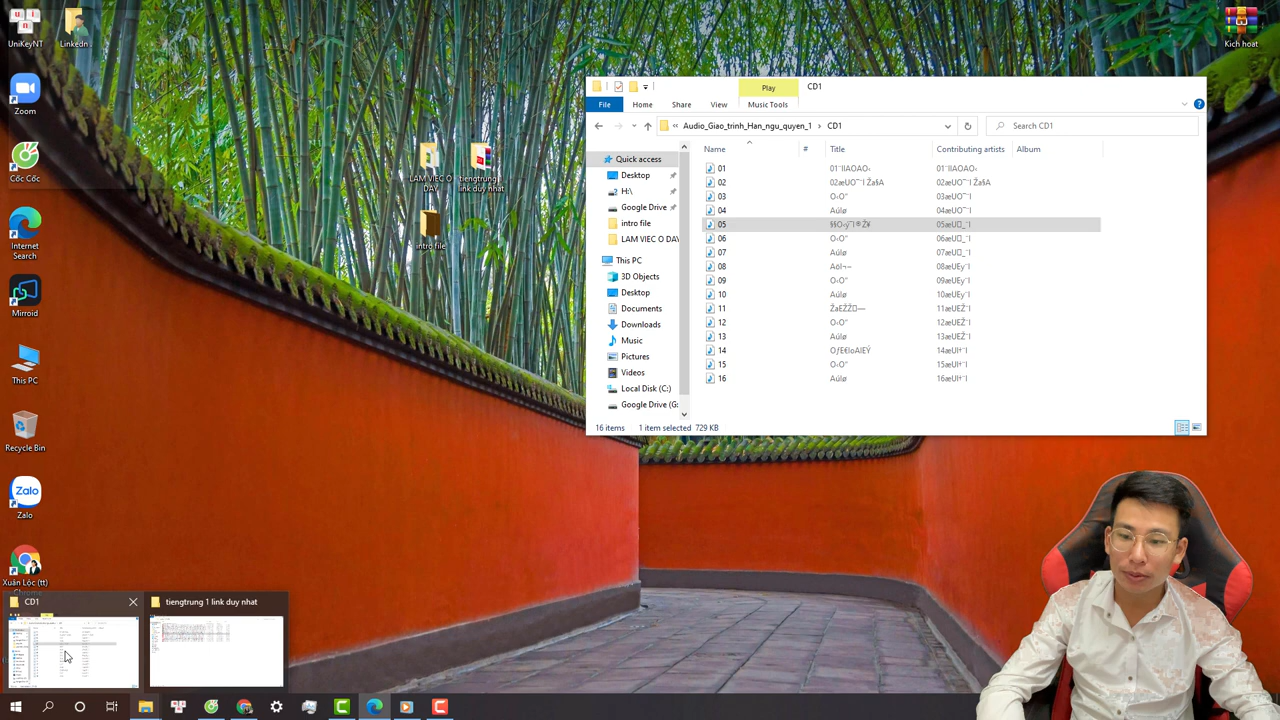 UniKeyNT
Linkedn
Kich hoat
Zoom
Cốc Cốc
Internet Search
Mirroid
This PC
Recycle Bin
Zalo
Xuân Lộc (tt)
LAM VIEC O DAY
tiengtrung 1 link duy nhat
intro file
Play
CD1
File Home Share View Music Tools
« Audio_Giao_trinh_Han_ngu_quyen_1 › CD1
Search CD1
Quick access
Desktop
H:\
Google Drive
intro file
LAM VIEC O DAY
This PC
3D Objects
Desktop
Documents
Downloads
Music
Pictures
Videos
Local Disk (C:)
Google Drive (G:
Name # Title Contributing artists Album
01
02
03
04
05
06
07
08
09
10
11
12
13
14
15
16
16 items 1 item selected 729 KB
CD1
tiengtrung 1 link duy nhat